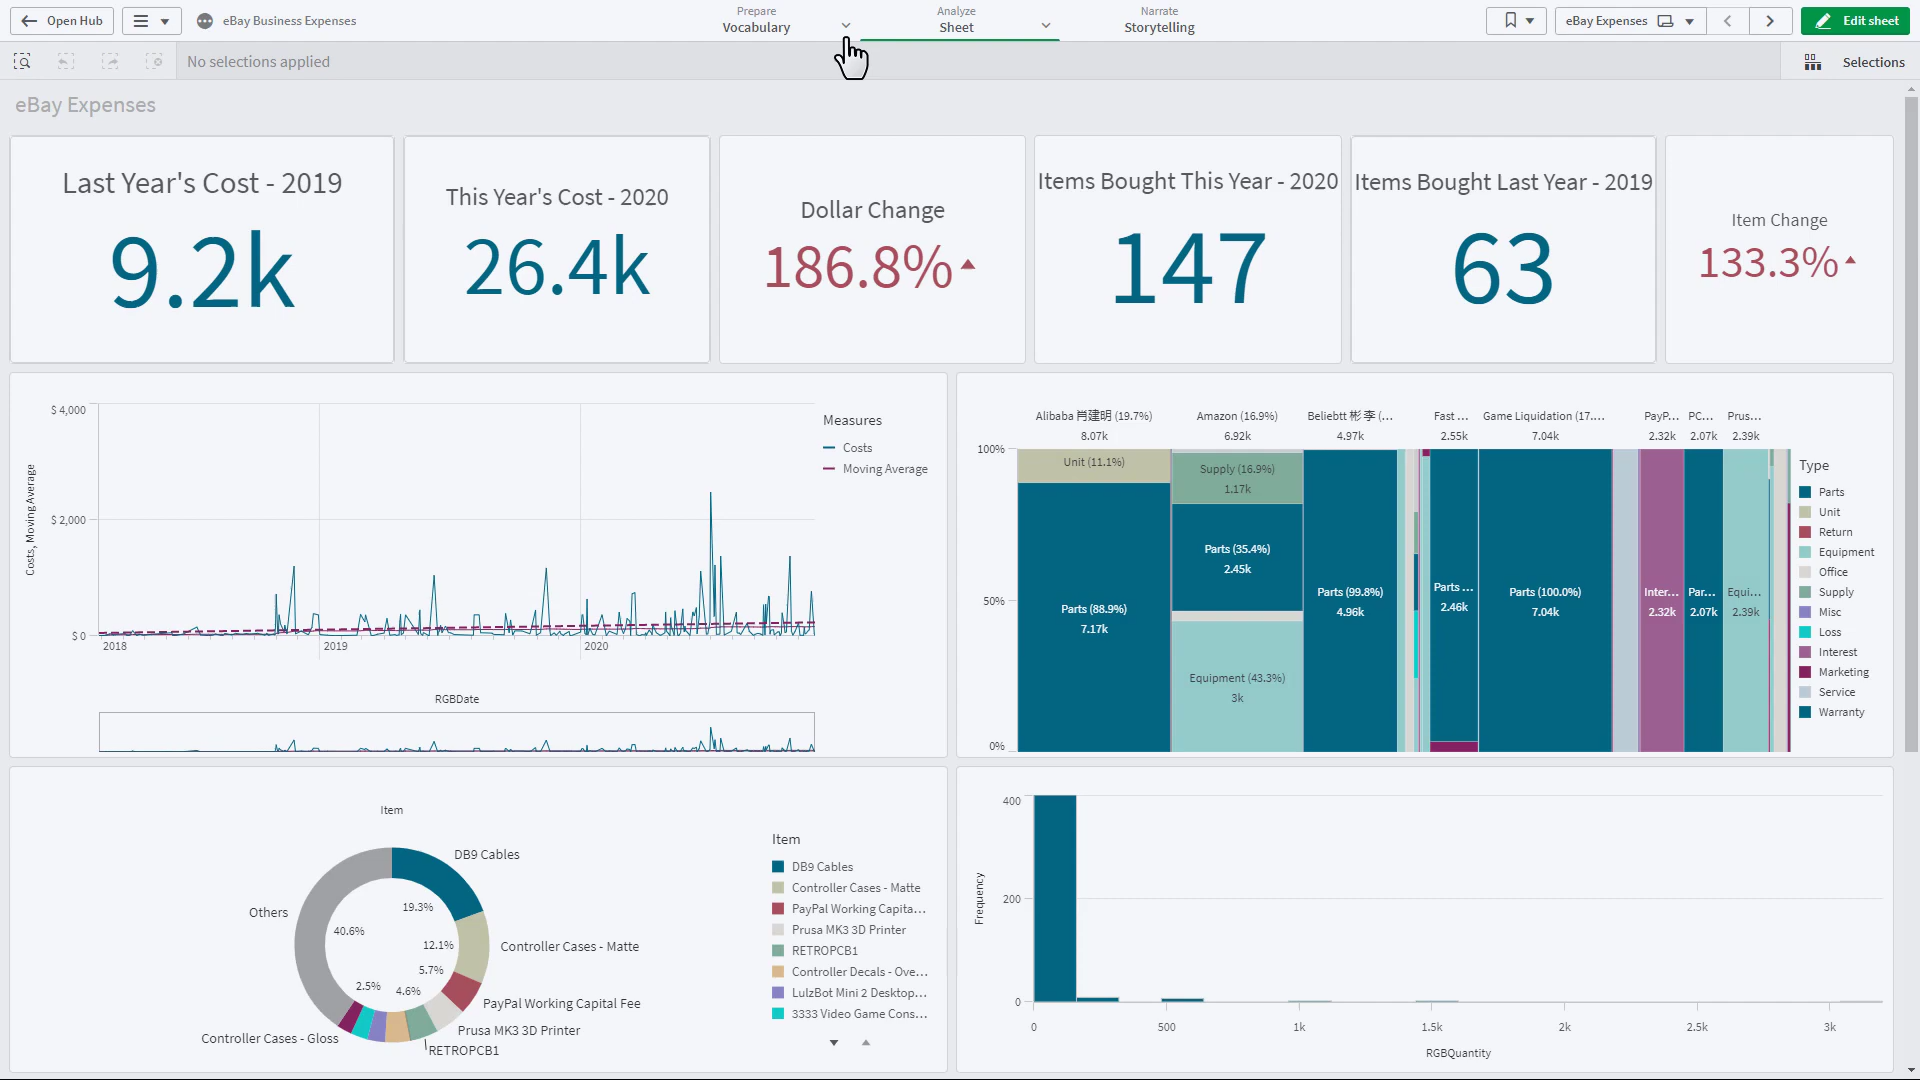 Open Hub
eBay Business Expenses
Prepare
Vocabulary
Analyze
Sheet
Narrate
Storytelling
eBay Expenses
Edit sheet
No selections applied
Selections
eBay Expenses
Last Year's Cost - 2019
9.2k
This Year's Cost - 2020
26.4k
Dollar Change
186.8%
Items Bought This Year - 2020
147
Items Bought Last Year - 2019
63
Item Change
133.3%
$ 4,000
$ 2,000
$ 0
Costs, Moving Average
2018
2019
2020
RGBDate
Measures
Costs
Moving Average
Alibaba 肖建明 (19.7%)
8.07k
Amazon (16.9%)
6.92k
Beliebtt 彬 李 (...
4.97k
Fast ...
2.55k
Game Liquidation (17....
7.04k
PayP...
2.32k
PC...
2.07k
Prus...
2.39k
100%
50%
0%
Unit (11.1%)
Parts (88.9%)
7.17k
Supply (16.9%)
1.17k
Parts (35.4%)
2.45k
Equipment (43.3%)
3k
Parts (99.8%)
4.96k
Parts ...
2.46k
Parts (100.0%)
7.04k
Inter...
2.32k
Par...
2.07k
Equi...
2.39k
Type
Parts
Unit
Return
Equipment
Office
Supply
Misc
Loss
Interest
Marketing
Service
Warranty
Item
DB9 Cables
19.3%
Controller Cases - Matte
12.1%
PayPal Working Capital Fee
5.7%
Prusa MK3 3D Printer
4.6%
RETROPCB1
Controller Cases - Gloss
2.5%
Others
40.6%
Item
DB9 Cables
Controller Cases - Matte
PayPal Working Capita...
Prusa MK3 3D Printer
RETROPCB1
Controller Decals - Ove...
LulzBot Mini 2 Desktop...
3333 Video Game Cons...
400
200
0
Frequency
0
500
1k
1.5k
2k
2.5k
3k
RGBQuantity